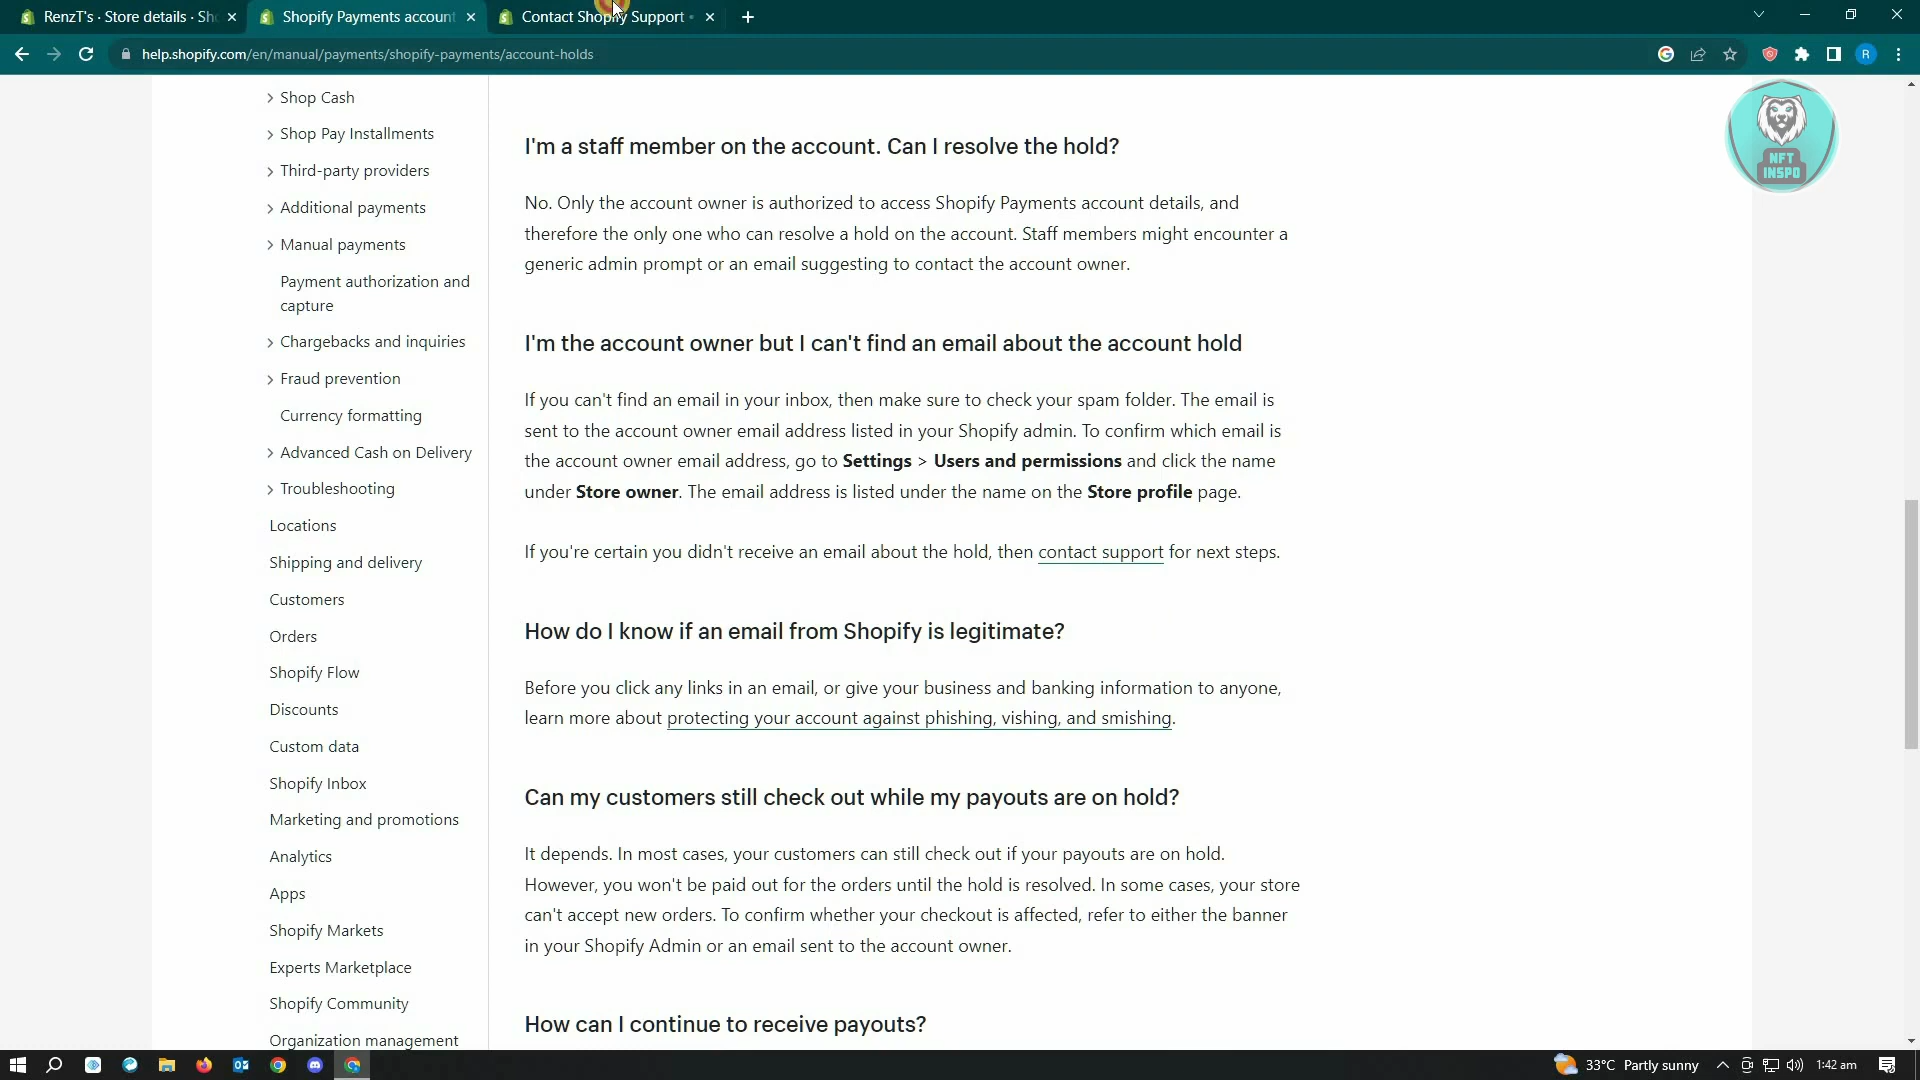 RenzT's · Store details · Sh
Shopify Payments account
Contact Shopify Support ·
help.shopify.com/en/manual/payments/shopify-payments/account-holds
R
NFT
INSPO
Shop Cash
Shop Pay Installments
Third-party providers
Additional payments
Manual payments
Payment authorization and
capture
Chargebacks and inquiries
Fraud prevention
Currency formatting
Advanced Cash on Delivery
Troubleshooting
Locations
Shipping and delivery
Customers
Orders
Shopify Flow
Discounts
Custom data
Shopify Inbox
Marketing and promotions
Analytics
Apps
Shopify Markets
Experts Marketplace
Shopify Community
Organization management
I'm a staff member on the account. Can I resolve the hold?
No. Only the account owner is authorized to access Shopify Payments account details, and
therefore the only one who can resolve a hold on the account. Staff members might encounter a
generic admin prompt or an email suggesting to contact the account owner.
I'm the account owner but I can't find an email about the account hold
If you can't find an email in your inbox, then make sure to check your spam folder. The email is
sent to the account owner email address listed in your Shopify admin. To confirm which email is
the account owner email address, go to Settings > Users and permissions and click the name
under Store owner. The email address is listed under the name on the Store profile page.
If you're certain you didn't receive an email about the hold, then contact support for next steps.
How do I know if an email from Shopify is legitimate?
Before you click any links in an email, or give your business and banking information to anyone,
learn more about protecting your account against phishing, vishing, and smishing.
Can my customers still check out while my payouts are on hold?
It depends. In most cases, your customers can still check out if your payouts are on hold.
However, you won't be paid out for the orders until the hold is resolved. In some cases, your store
can't accept new orders. To confirm whether your checkout is affected, refer to either the banner
in your Shopify Admin or an email sent to the account owner.
How can I continue to receive payouts?
33°C Partly sunny
1:42 am